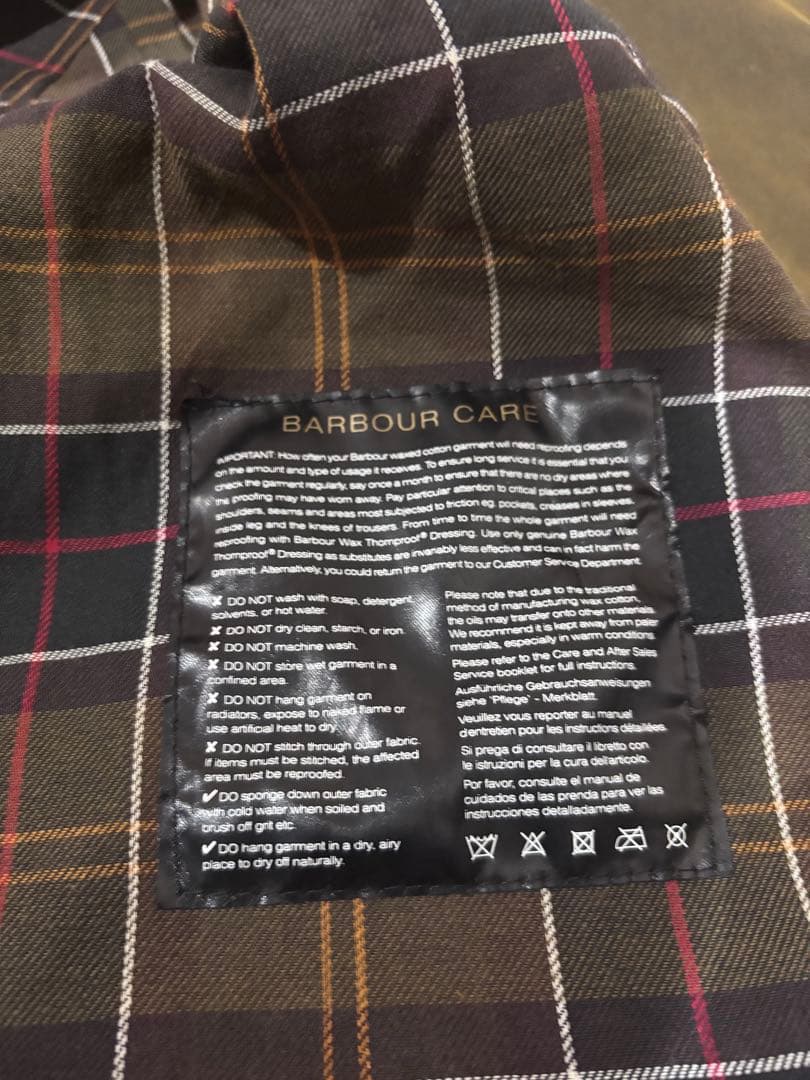 BARBOUR CARE
IMPORTANT: How often your Barbour waxed cotton garment will need reproofing depends
on the amount and type of usage it receives. To ensure long service it is essential that you
check the garment regularly, say once a month to ensure that there are no dry areas where
the proofing may have worn away. Pay particular attention to critical places such as the
shoulders, seams and areas most subjected to friction eg. pockets, creases in sleeves
inside leg and the knees of trousers. From time to time the whole garment will need
reproofing with Barbour Wax Thornproof® Dressing. Use only genuine Barbour Wax
Thornproof® Dressing as substitutes are invariably less effective and can in fact harm the
garment. Alternatively, you could return the garment to our Customer Service Department.
✘ DO NOT wash with soap, detergent,
solvents, or hot water.
✘ DO NOT dry clean, starch, or iron.
✘ DO NOT machine wash.
✘ DO NOT store wet garment in a
confined area.
✘ DO NOT hang garment on
radiators, expose to naked flame or
use artificial heat to dry.
✘ DO NOT stitch through outer fabric.
If items must be stitched, the affected
area must be reproofed.
✔ DO sponge down outer fabric
with cold water when soiled and
brush off grit etc.
✔ DO hang garment in a dry, airy
place to dry off naturally.
Please note that due to the traditional
method of manufacturing wax cotton,
the oils may transfer onto other materials.
We recommend it is kept away from paler
materials, especially in warm conditions.
Please refer to the Care and After Sales
Service booklet for full instructions.
Ausführliche Gebrauchsanweisungen
siehe 'Pflege' - Merkblatt.
Veuillez vous reporter au manuel
d'entretien pour les instructions détaillées.
Si prega di consultare il libretto con
le istruzioni per la cura dell'articolo.
Por favor, consulte el manual de
cuidados de las prenda para ver las
instrucciones detalladamente.